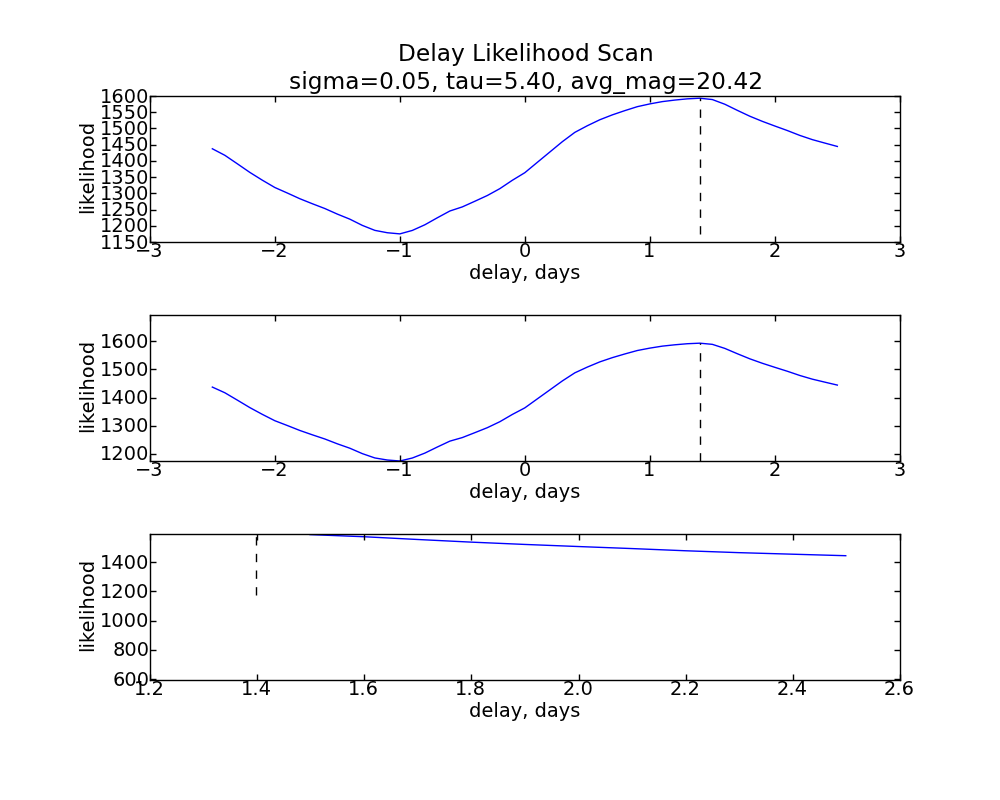 Delay Likelihood Scan
sigma=0.05, tau=5.40, avg_mag=20.42
likelihood
1600
1550
1500
1450
1400
1350
1300
1250
1200
1150
−3 −2 −1 0 1 2 3
delay, days
likelihood
1600
1500
1400
1300
1200
−3 −2 −1 0 1 2 3
delay, days
likelihood
1400
1200
1000
800
600
1.2 1.4 1.6 1.8 2.0 2.2 2.4 2.6
delay, days